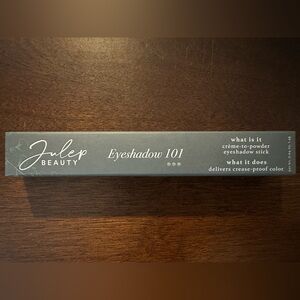 Julep
BEAUTY
Eyeshadow 101
what is it
crème-to-powder
eyeshadow stick
what it does
delivers crease-proof color